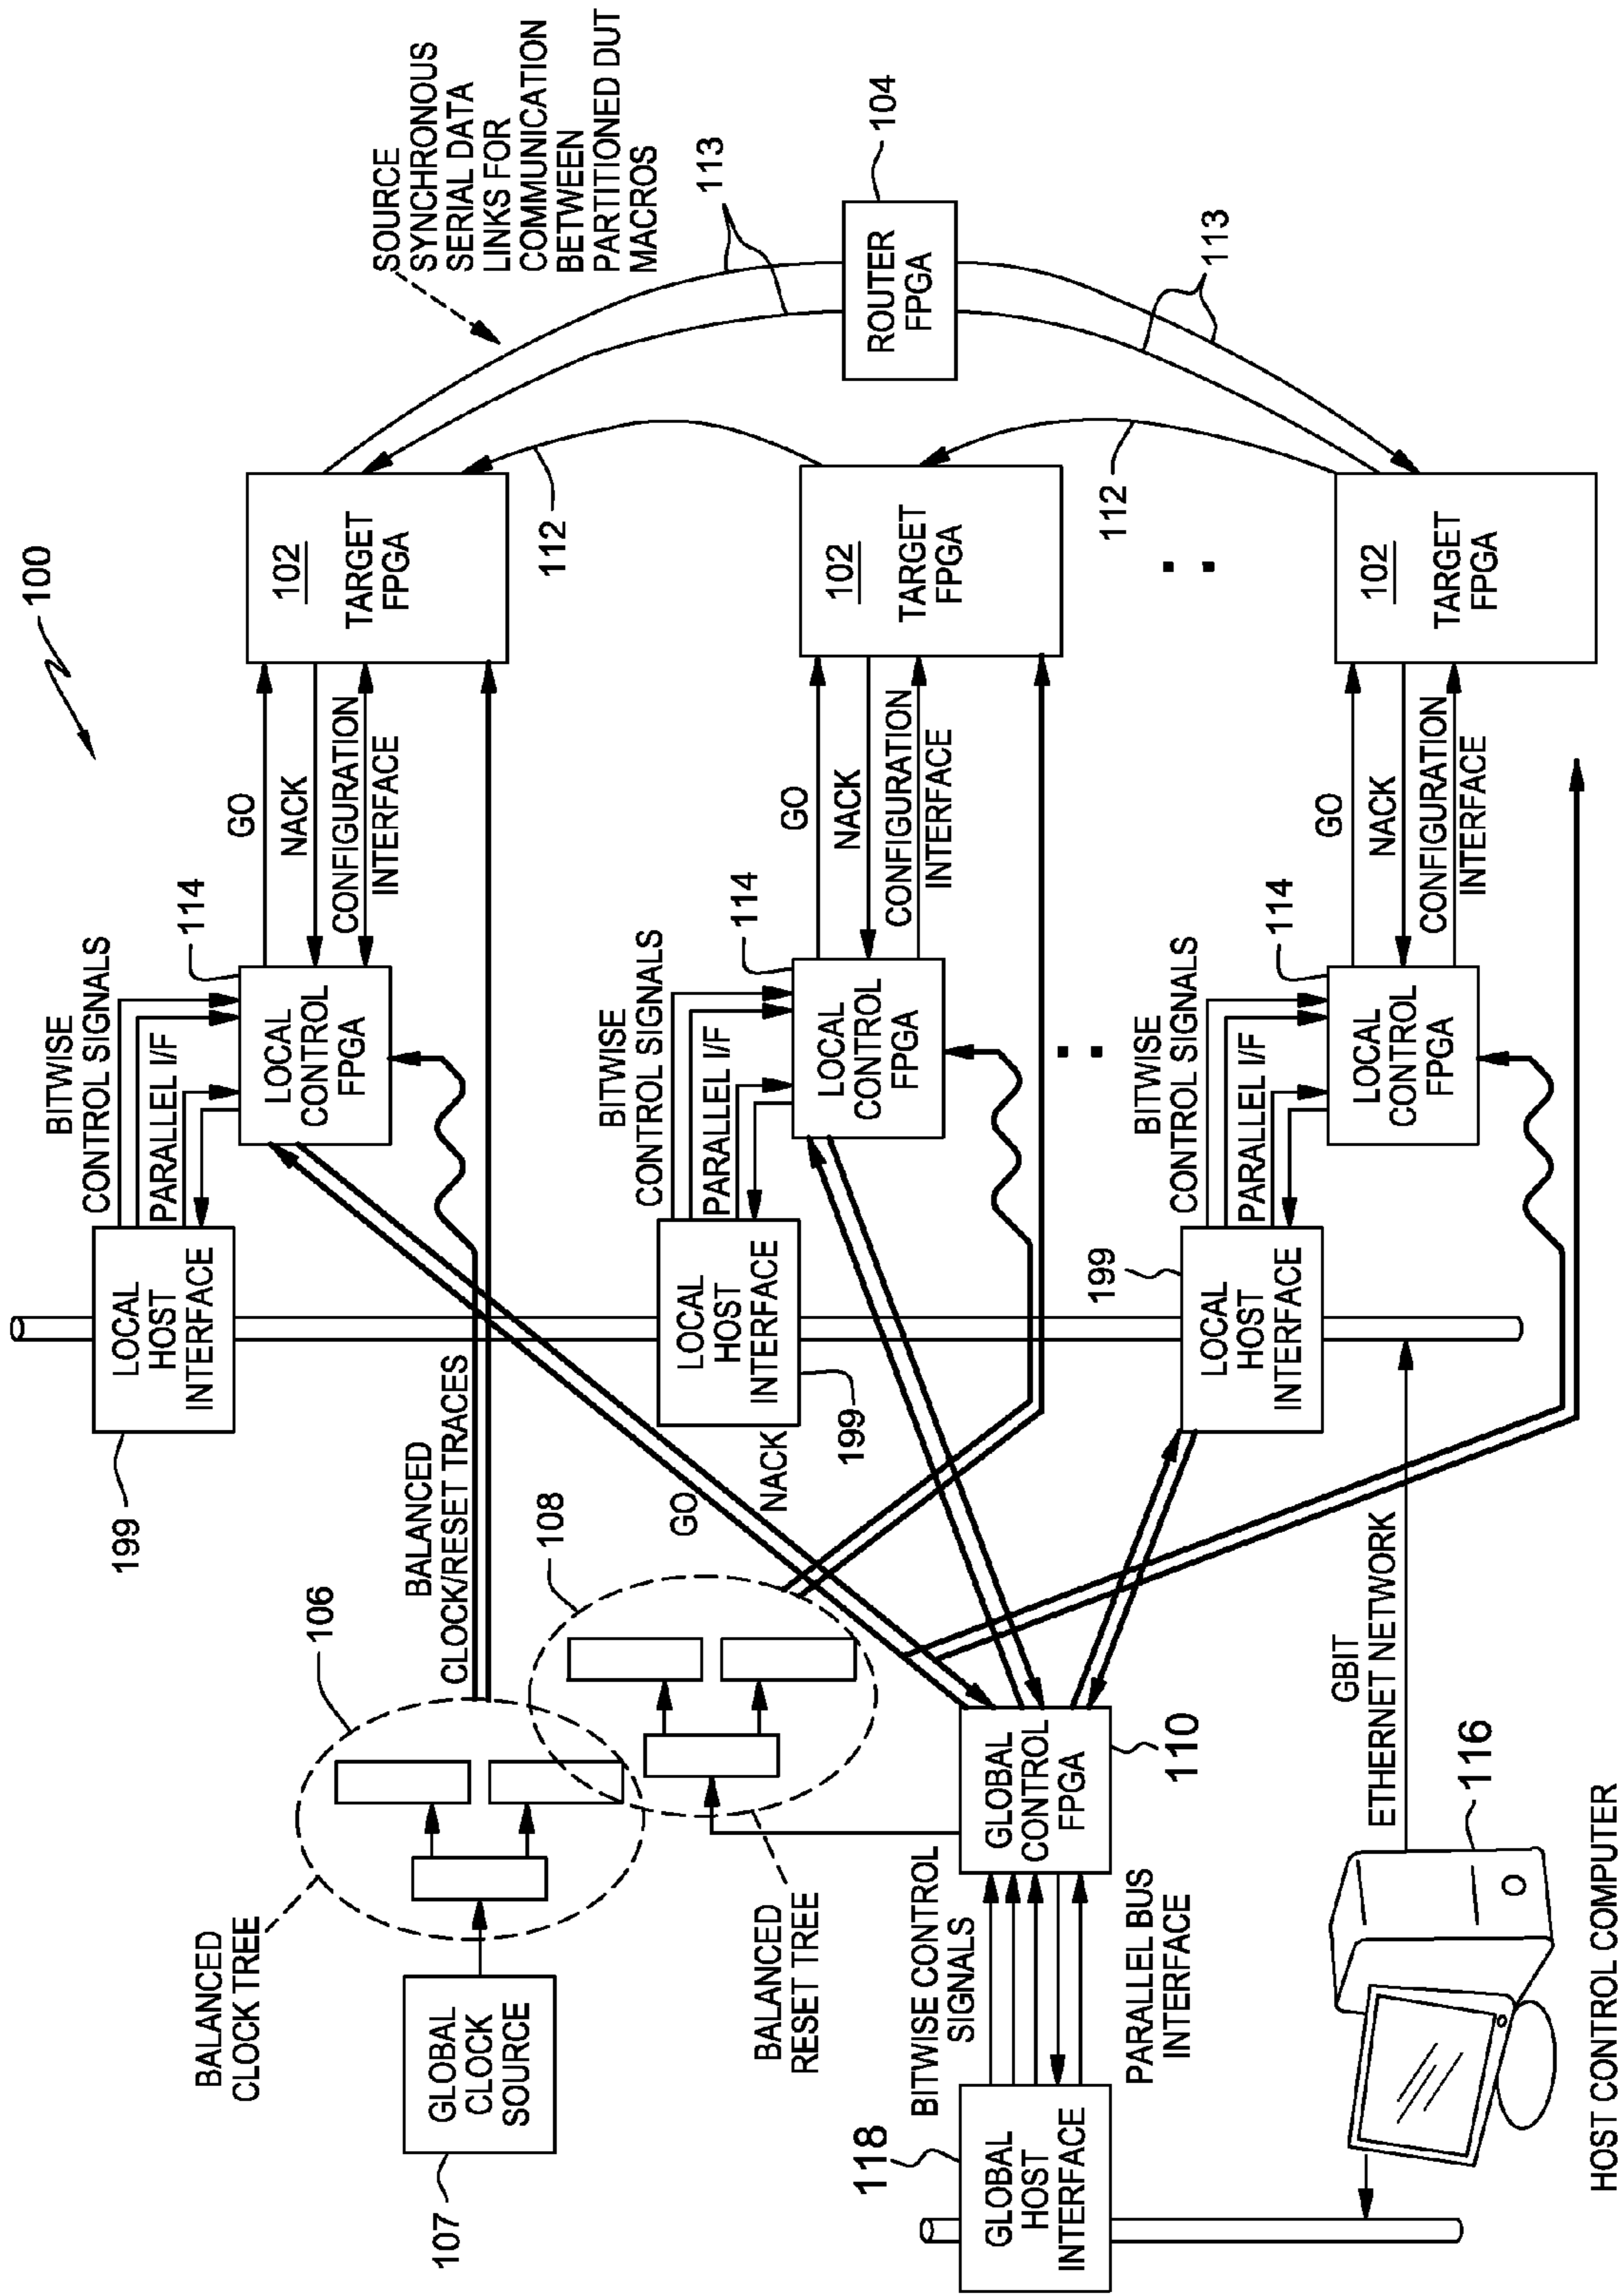 100
SOURCE
SYNCHRONOUS
SERIAL DATA
LINKS FOR
COMMUNICATION
BETWEEN
PARTITIONED DUT
MACROS
199
LOCAL
HOST
INTERFACE
BITWISE
CONTROL SIGNALS
PARALLEL I/F
114
LOCAL
CONTROL
FPGA
GO
NACK
CONFIGURATION
INTERFACE
102
TARGET
FPGA
113
BALANCED
CLOCK TREE
106
GLOBAL
CLOCK
SOURCE
107
BALANCED
CLOCK/RESET TRACES
112
108
BALANCED
RESET TREE
GO
NACK
199
LOCAL
HOST
INTERFACE
BITWISE
CONTROL SIGNALS
PARALLEL I/F
114
LOCAL
CONTROL
FPGA
GO
NACK
CONFIGURATION
INTERFACE
102
TARGET
FPGA
ROUTER
FPGA
104
118
GLOBAL
HOST
INTERFACE
BITWISE CONTROL
SIGNALS
PARALLEL BUS
INTERFACE
GLOBAL
CONTROL
FPGA
110
112
113
199
LOCAL
HOST
INTERFACE
BITWISE
CONTROL SIGNALS
PARALLEL I/F
114
LOCAL
CONTROL
FPGA
GO
NACK
CONFIGURATION
INTERFACE
102
TARGET
FPGA
GBIT
ETHERNET NETWORK
116
HOST CONTROL COMPUTER